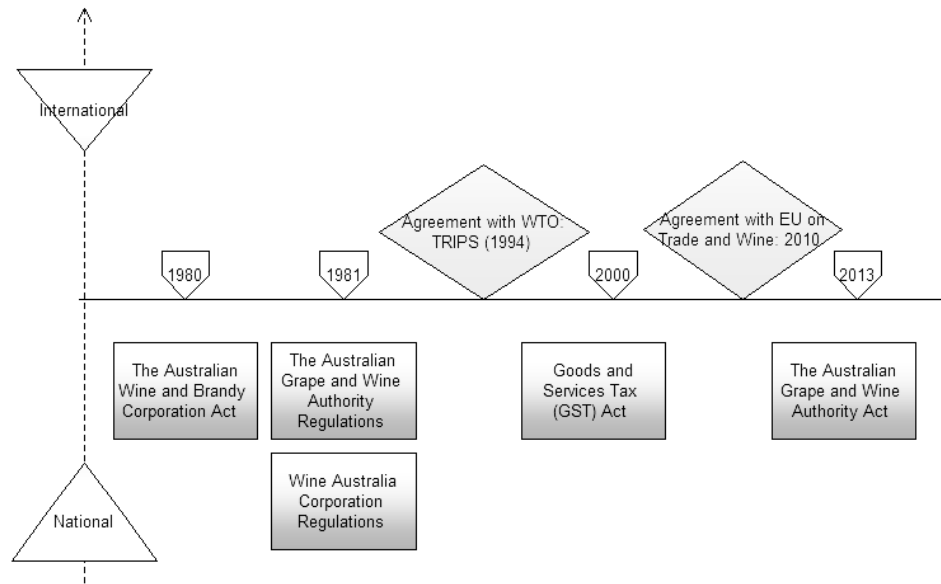 International
Agreement with WTO:
TRIPS (1994)
Agreement with EU on
Trade and Wine: 2010
1980
1981
2000
2013
The Australian
Wine and Brandy
Corporation Act
The Australian
Grape and Wine
Authority
Regulations
Goods and
Services Tax
(GST) Act
The Australian
Grape and Wine
Authority Act
Wine Australia
Corporation
Regulations
National